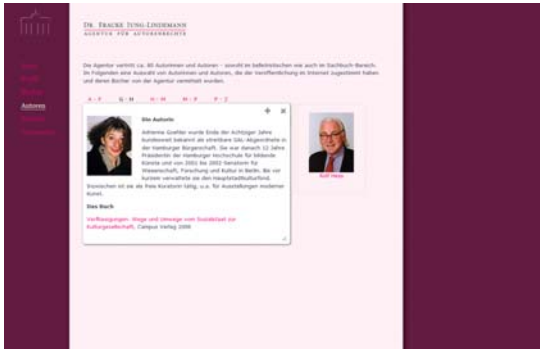 DR. FRAUKE JUNG-LINDEMANN
AGENTUR FÜR AUTORENRECHTE
Die Agentur vertritt ca. 80 Autorinnen und Autoren – sowohl im belletristischen wie auch im Sachbuch-Bereich.
Im Folgenden eine Auswahl von Autorinnen und Autoren, die der Veröffentlichung im Internet zugestimmt haben
und deren Bücher von der Agentur vermittelt wurden.
A - F G - H P - Z
Die Autorin
Adrienne Goehler wurde Ende der Achtziger Jahre
bundesweit bekannt als streitbare GAL-Abgeordnete in
der Hamburger Bürgerschaft. Sie war danach 12 Jahre
Präsidentin der Hamburger Hochschule für bildende
Künste und von 2001 bis 2002 Senatorin für
Wissenschaft, Forschung und Kultur in Berlin. Bis vor
kurzem verwaltete sie den Hauptstadtkulturfond.
Inzwischen ist sie als freie Kuratorin tätig, u.a. für Ausstellungen moderner
Kunst.
Das Buch
Verflüssigungen. Wege und Umwege vom Sozialstaat zur
Kulturgesellschaft, Campus Verlag 2006
Autoren